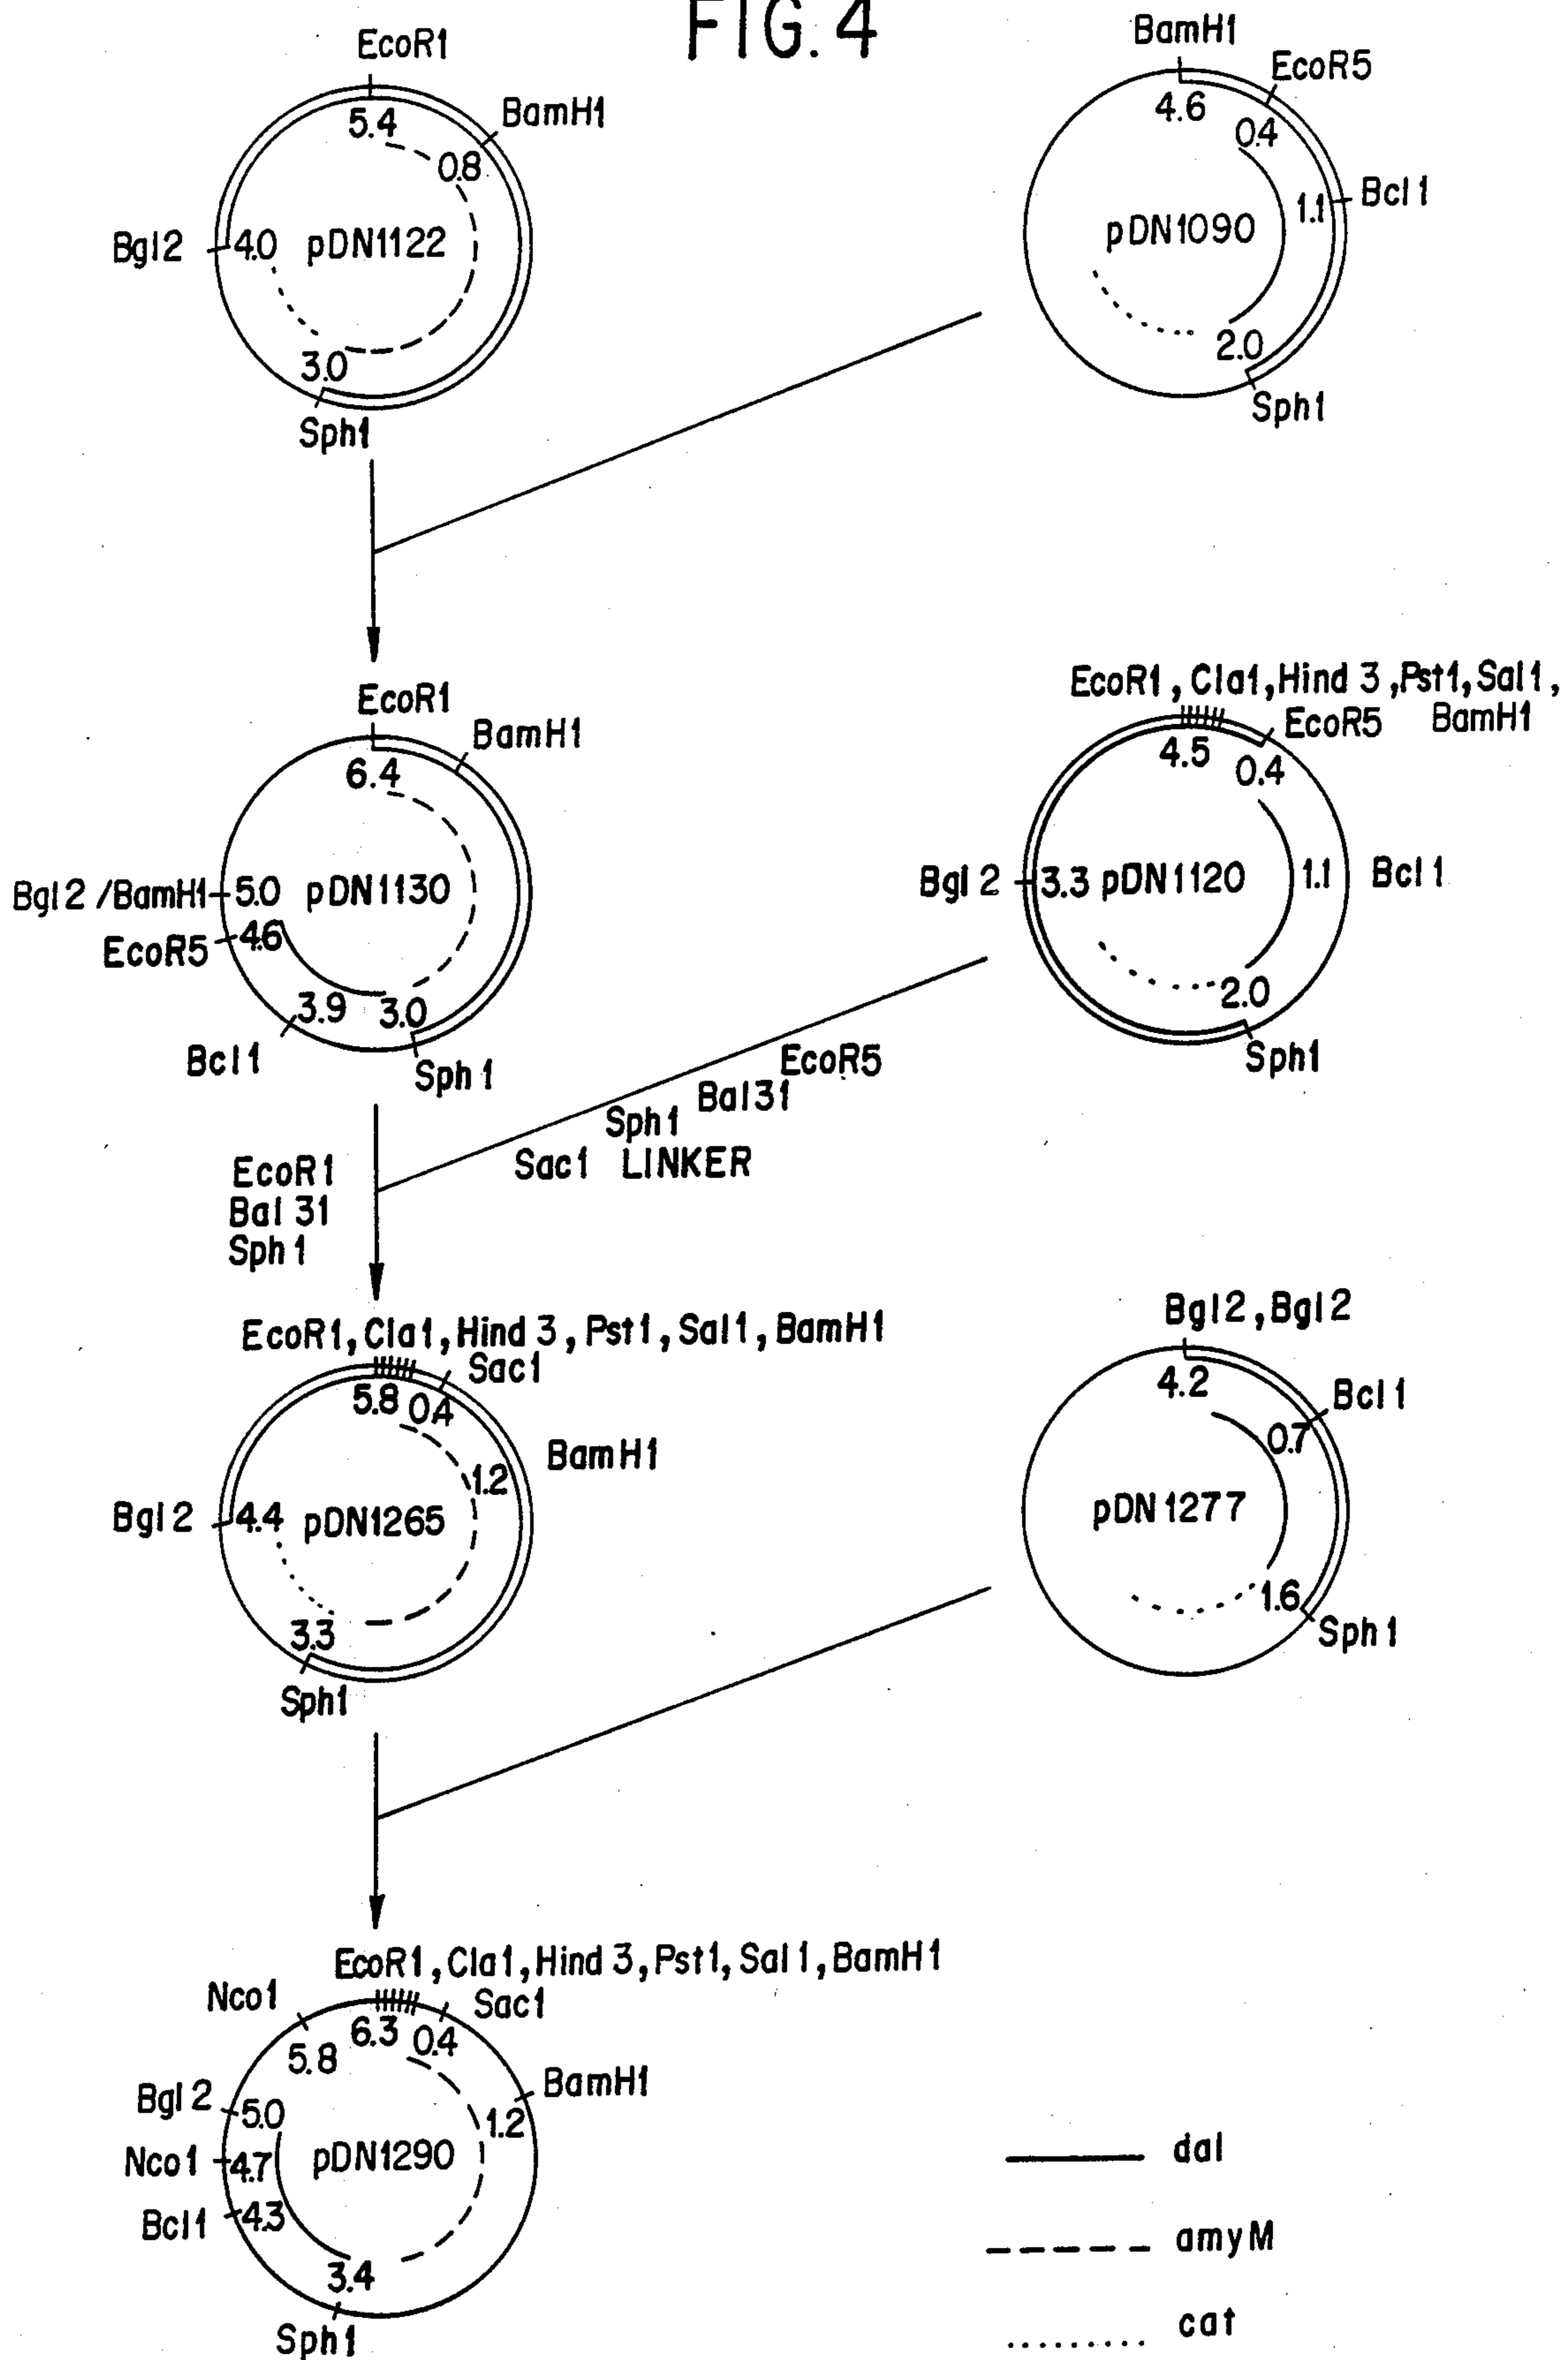 FIG. 4
EcoR1
BamH1
5.4
0.8
Bgl2
4.0
pDN1122
3.0
Sph1
BamH1
EcoR5
4.6
0.4
Bcl1
1.1
pDN1090
2.0
Sph1
EcoR1
BamH1
6.4
Bgl2/BamH1
5.0
pDN1130
EcoR5
4.6
3.9
3.0
Bcl1
Sph1
EcoR1, Cla1, Hind 3, Pst1, Sal1,
EcoR5
BamH1
4.5
0.4
Bgl2
3.3
pDN1120
1.1
Bcl1
2.0
Sph1
EcoR5
Bal31
Sph1
Sac1 LINKER
EcoR1
Bal 31
Sph1
EcoR1, Cla1, Hind 3, Pst1, Sal1, BamH1
Sac1
5.8
0.4
BamH1
1.2
Bgl2
4.4
pDN1265
3.3
Sph1
Bgl2, Bgl2
4.2
Bcl1
0.7
pDN1277
1.6
Sph1
EcoR1, Cla1, Hind 3, Pst1, Sal1, BamH1
Nco1
Sac1
6.3
0.4
5.8
Bgl2
5.0
BamH1
1.2
Nco1
4.7
pDN1290
Bcl1
4.3
3.4
Sph1
dal
amyM
cat